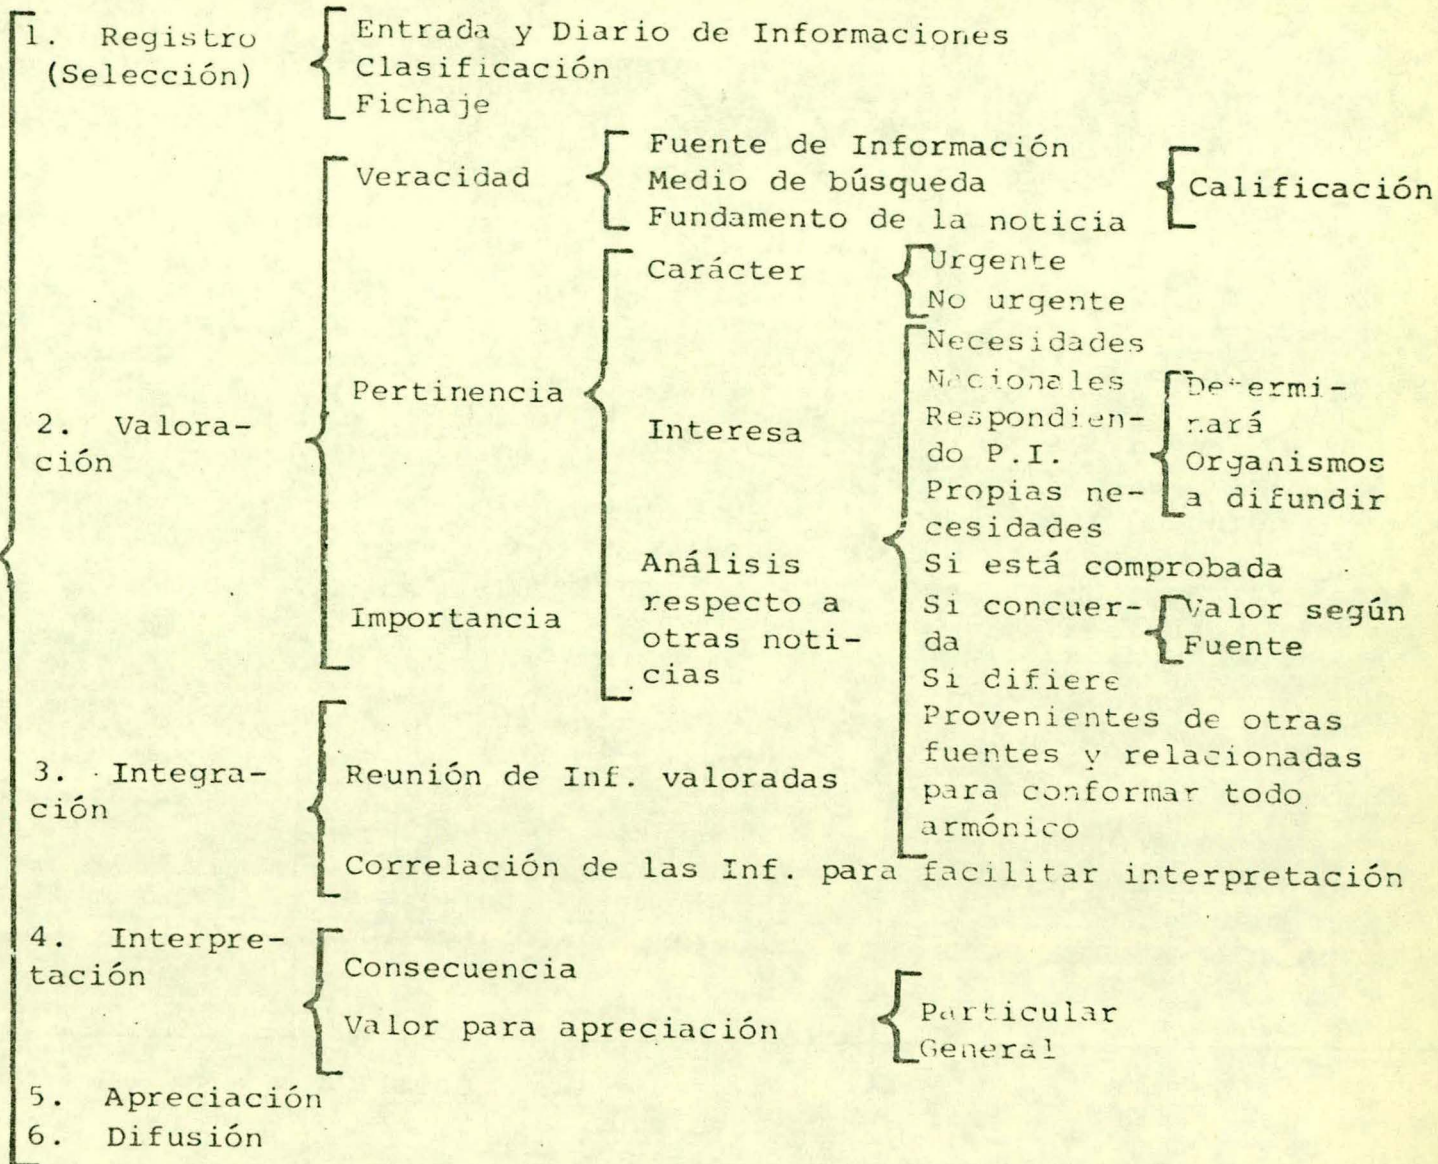 1. Registro
(Selección)
Entrada y Diario de Informaciones
Clasificación
Fichaje
2. Valora-
ción
Veracidad
Fuente de Información
Medio de búsqueda
Fundamento de la noticia
Calificación
Pertinencia
Carácter
Urgente
No urgente
Interesa
Necesidades
Nacionales
Respondien-
do P.I.
Propias ne-
cesidades
Determi-
nará
Organismos
a difundir
Análisis
respecto a
otras noti-
cias
Si está comprobada
Si concuer-
da
Valor según
Fuente
Si difiere
Provenientes de otras
fuentes y relacionadas
para conformar todo
armónico
Importancia
3. Integra-
ción
Reunión de Inf. valoradas
Correlación de las Inf. para facilitar interpretación
4. Interpre-
tación
Consecuencia
Valor para apreciación
Particular
General
5. Apreciación
6. Difusión